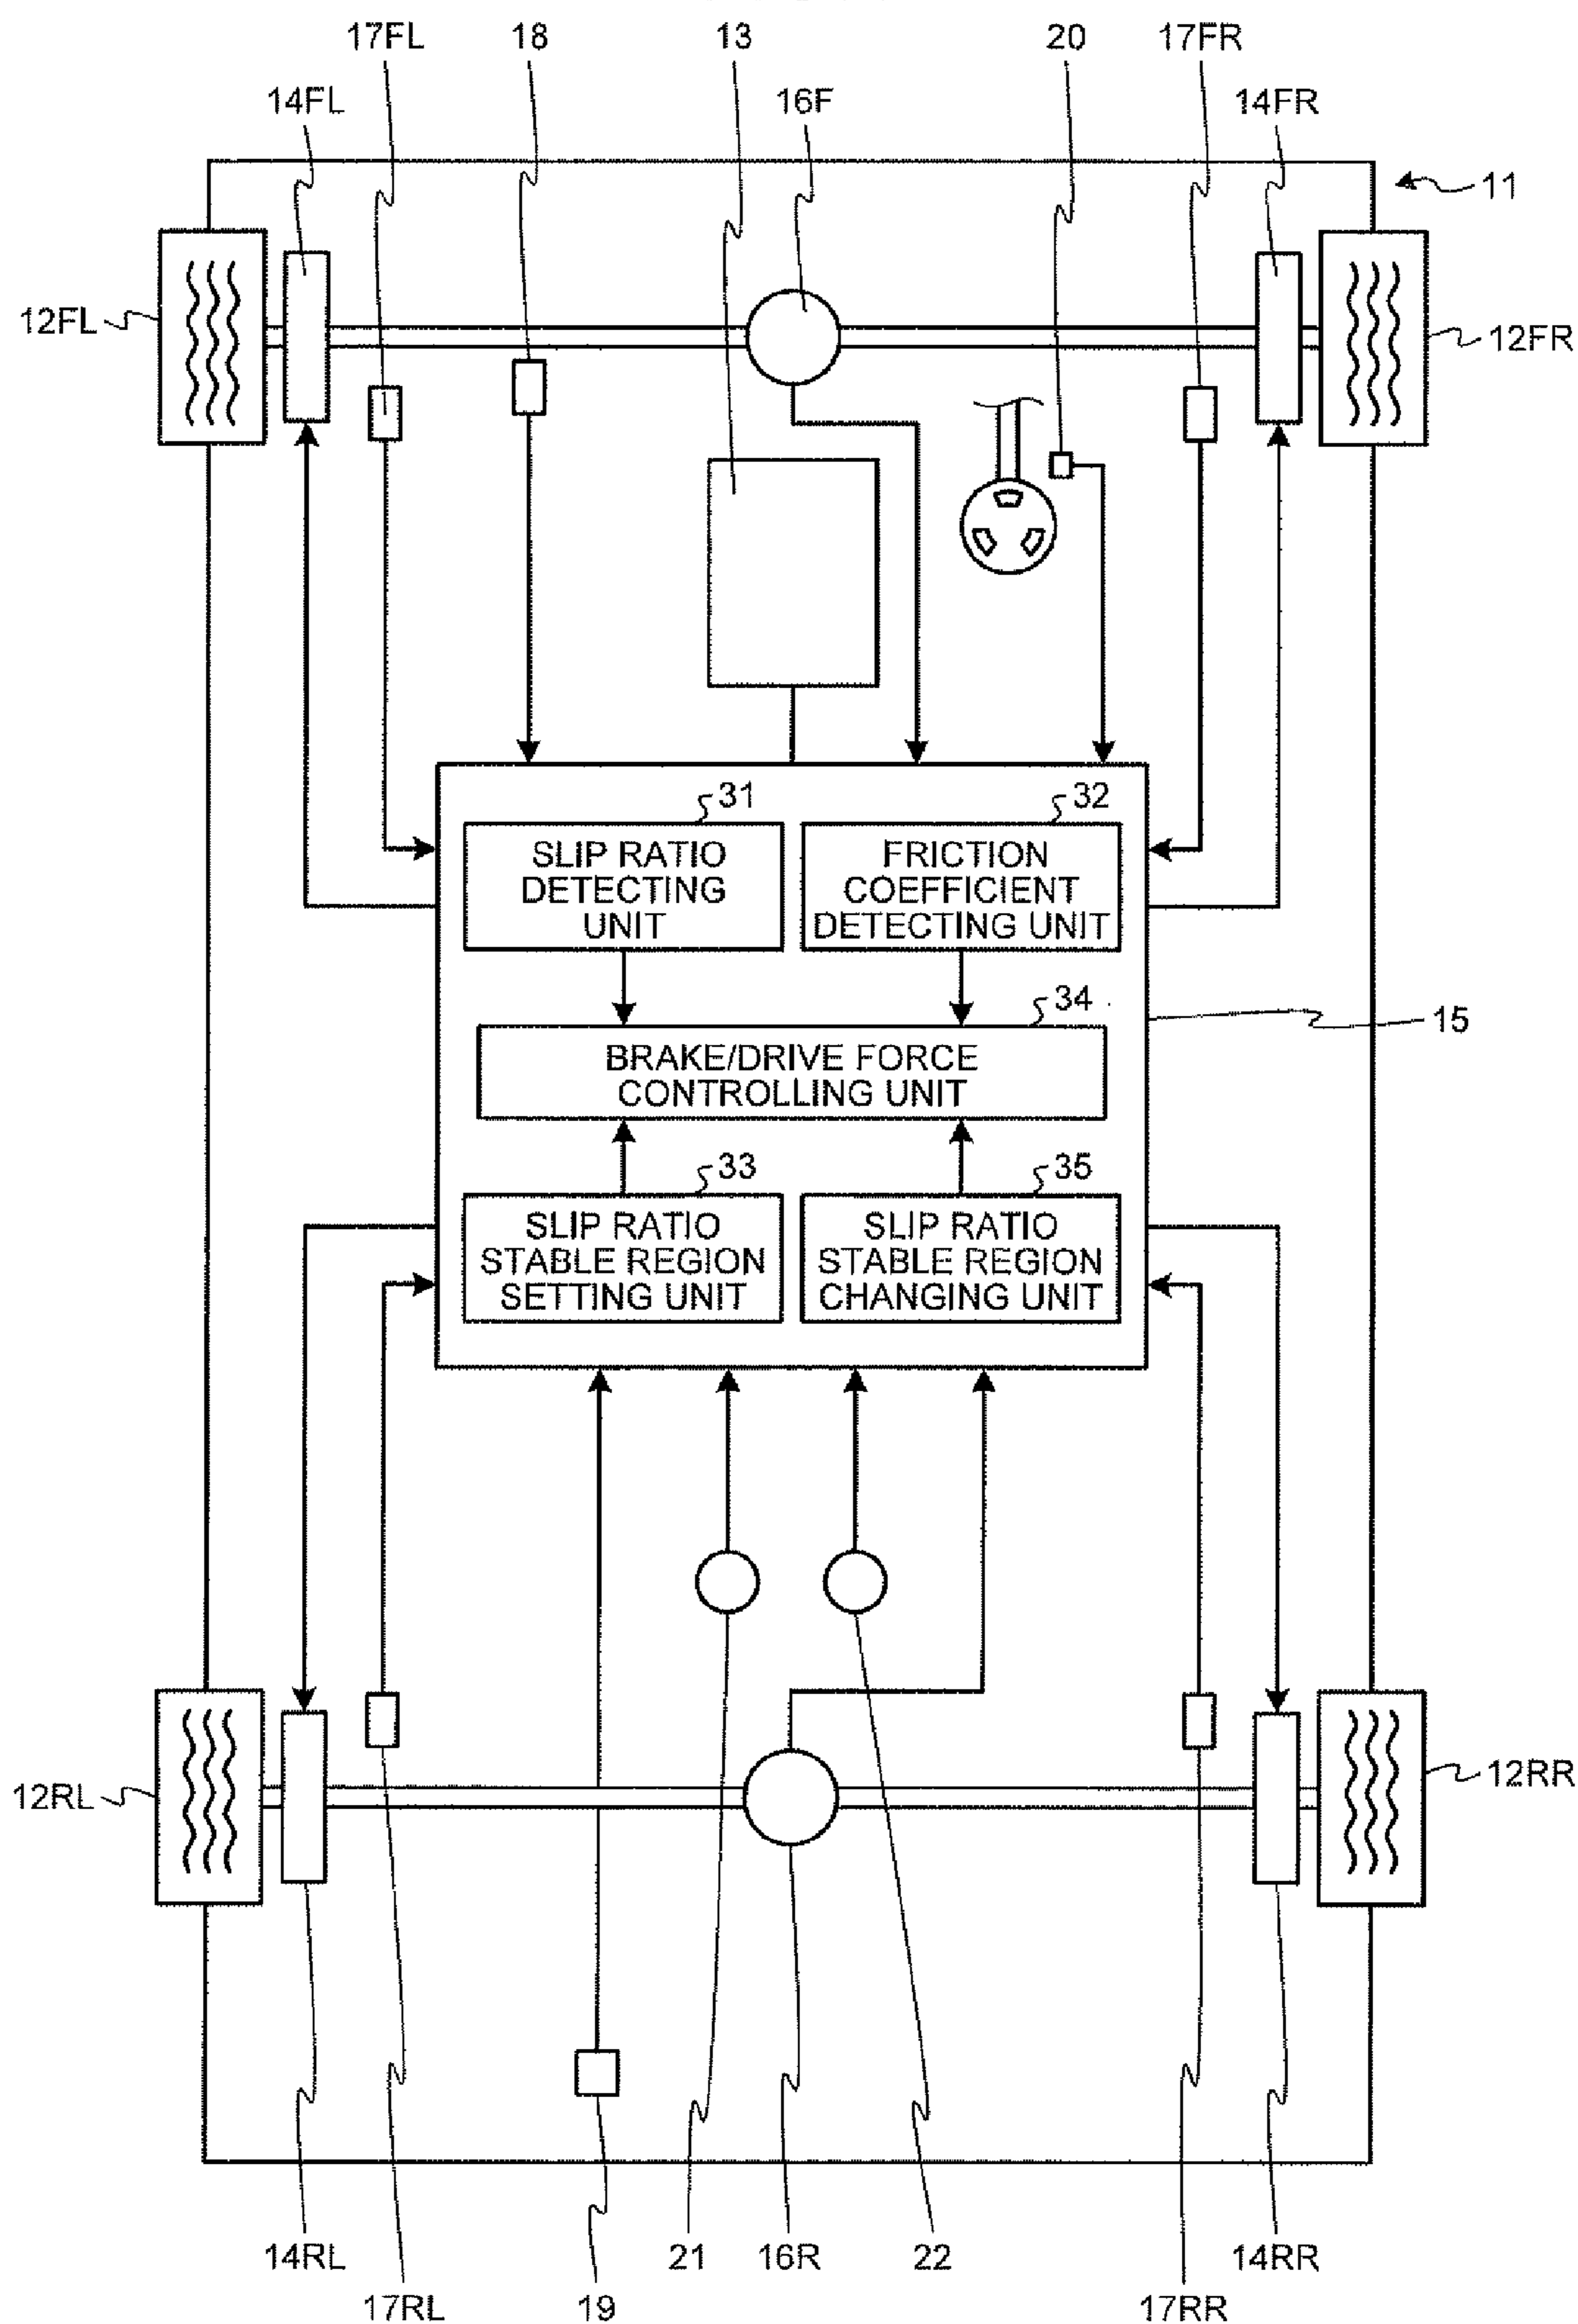 17FL 18 13 20 17FR
14FL 16F 14FR
11
12FL 12FR
31 32
SLIP RATIO
DETECTING
UNIT
FRICTION
COEFFICIENT
DETECTING UNIT
34
15
BRAKE/DRIVE FORCE
CONTROLLING UNIT
33 35
SLIP RATIO
STABLE REGION
SETTING UNIT
SLIP RATIO
STABLE REGION
CHANGING UNIT
12RL 12RR
14RL 21 16R 22 14RR
17RL 19 17RR